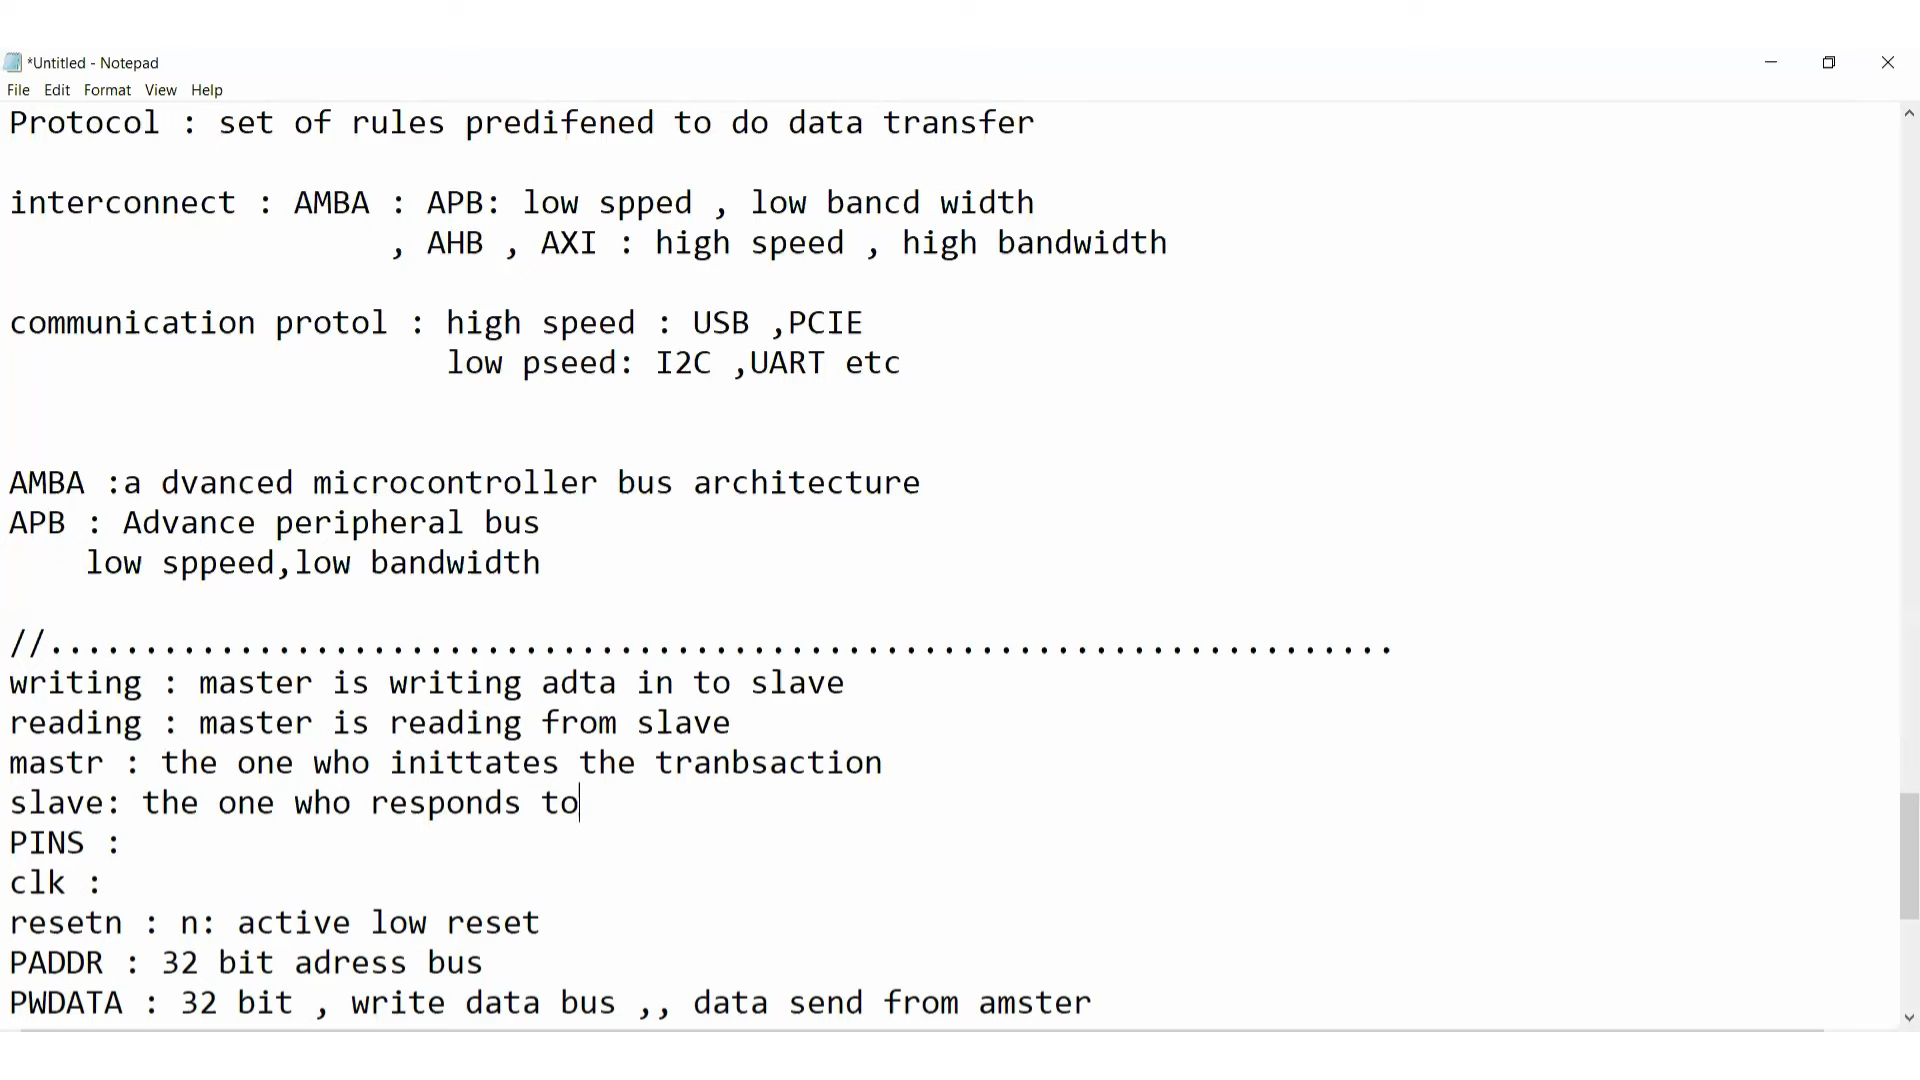 *Untitled - Notepad
File Edit Format View Help
Protocol : set of rules predifened to do data transfer
interconnect : AMBA : APB: low spped , low bancd width
, AHB , AXI : high speed , high bandwidth
communication protol : high speed : USB ,PCIE
low pseed: I2C ,UART etc
AMBA :a dvanced microcontroller bus architecture
APB : Advance peripheral bus
low sppeed,low bandwidth
//.......................................................................
writing : master is writing adta in to slave
reading : master is reading from slave
mastr : the one who inittates the tranbsaction
slave: the one who responds to
PINS :
clk :
resetn : n: active low reset
PADDR : 32 bit adress bus
PWDATA : 32 bit , write data bus ,, data send from amster